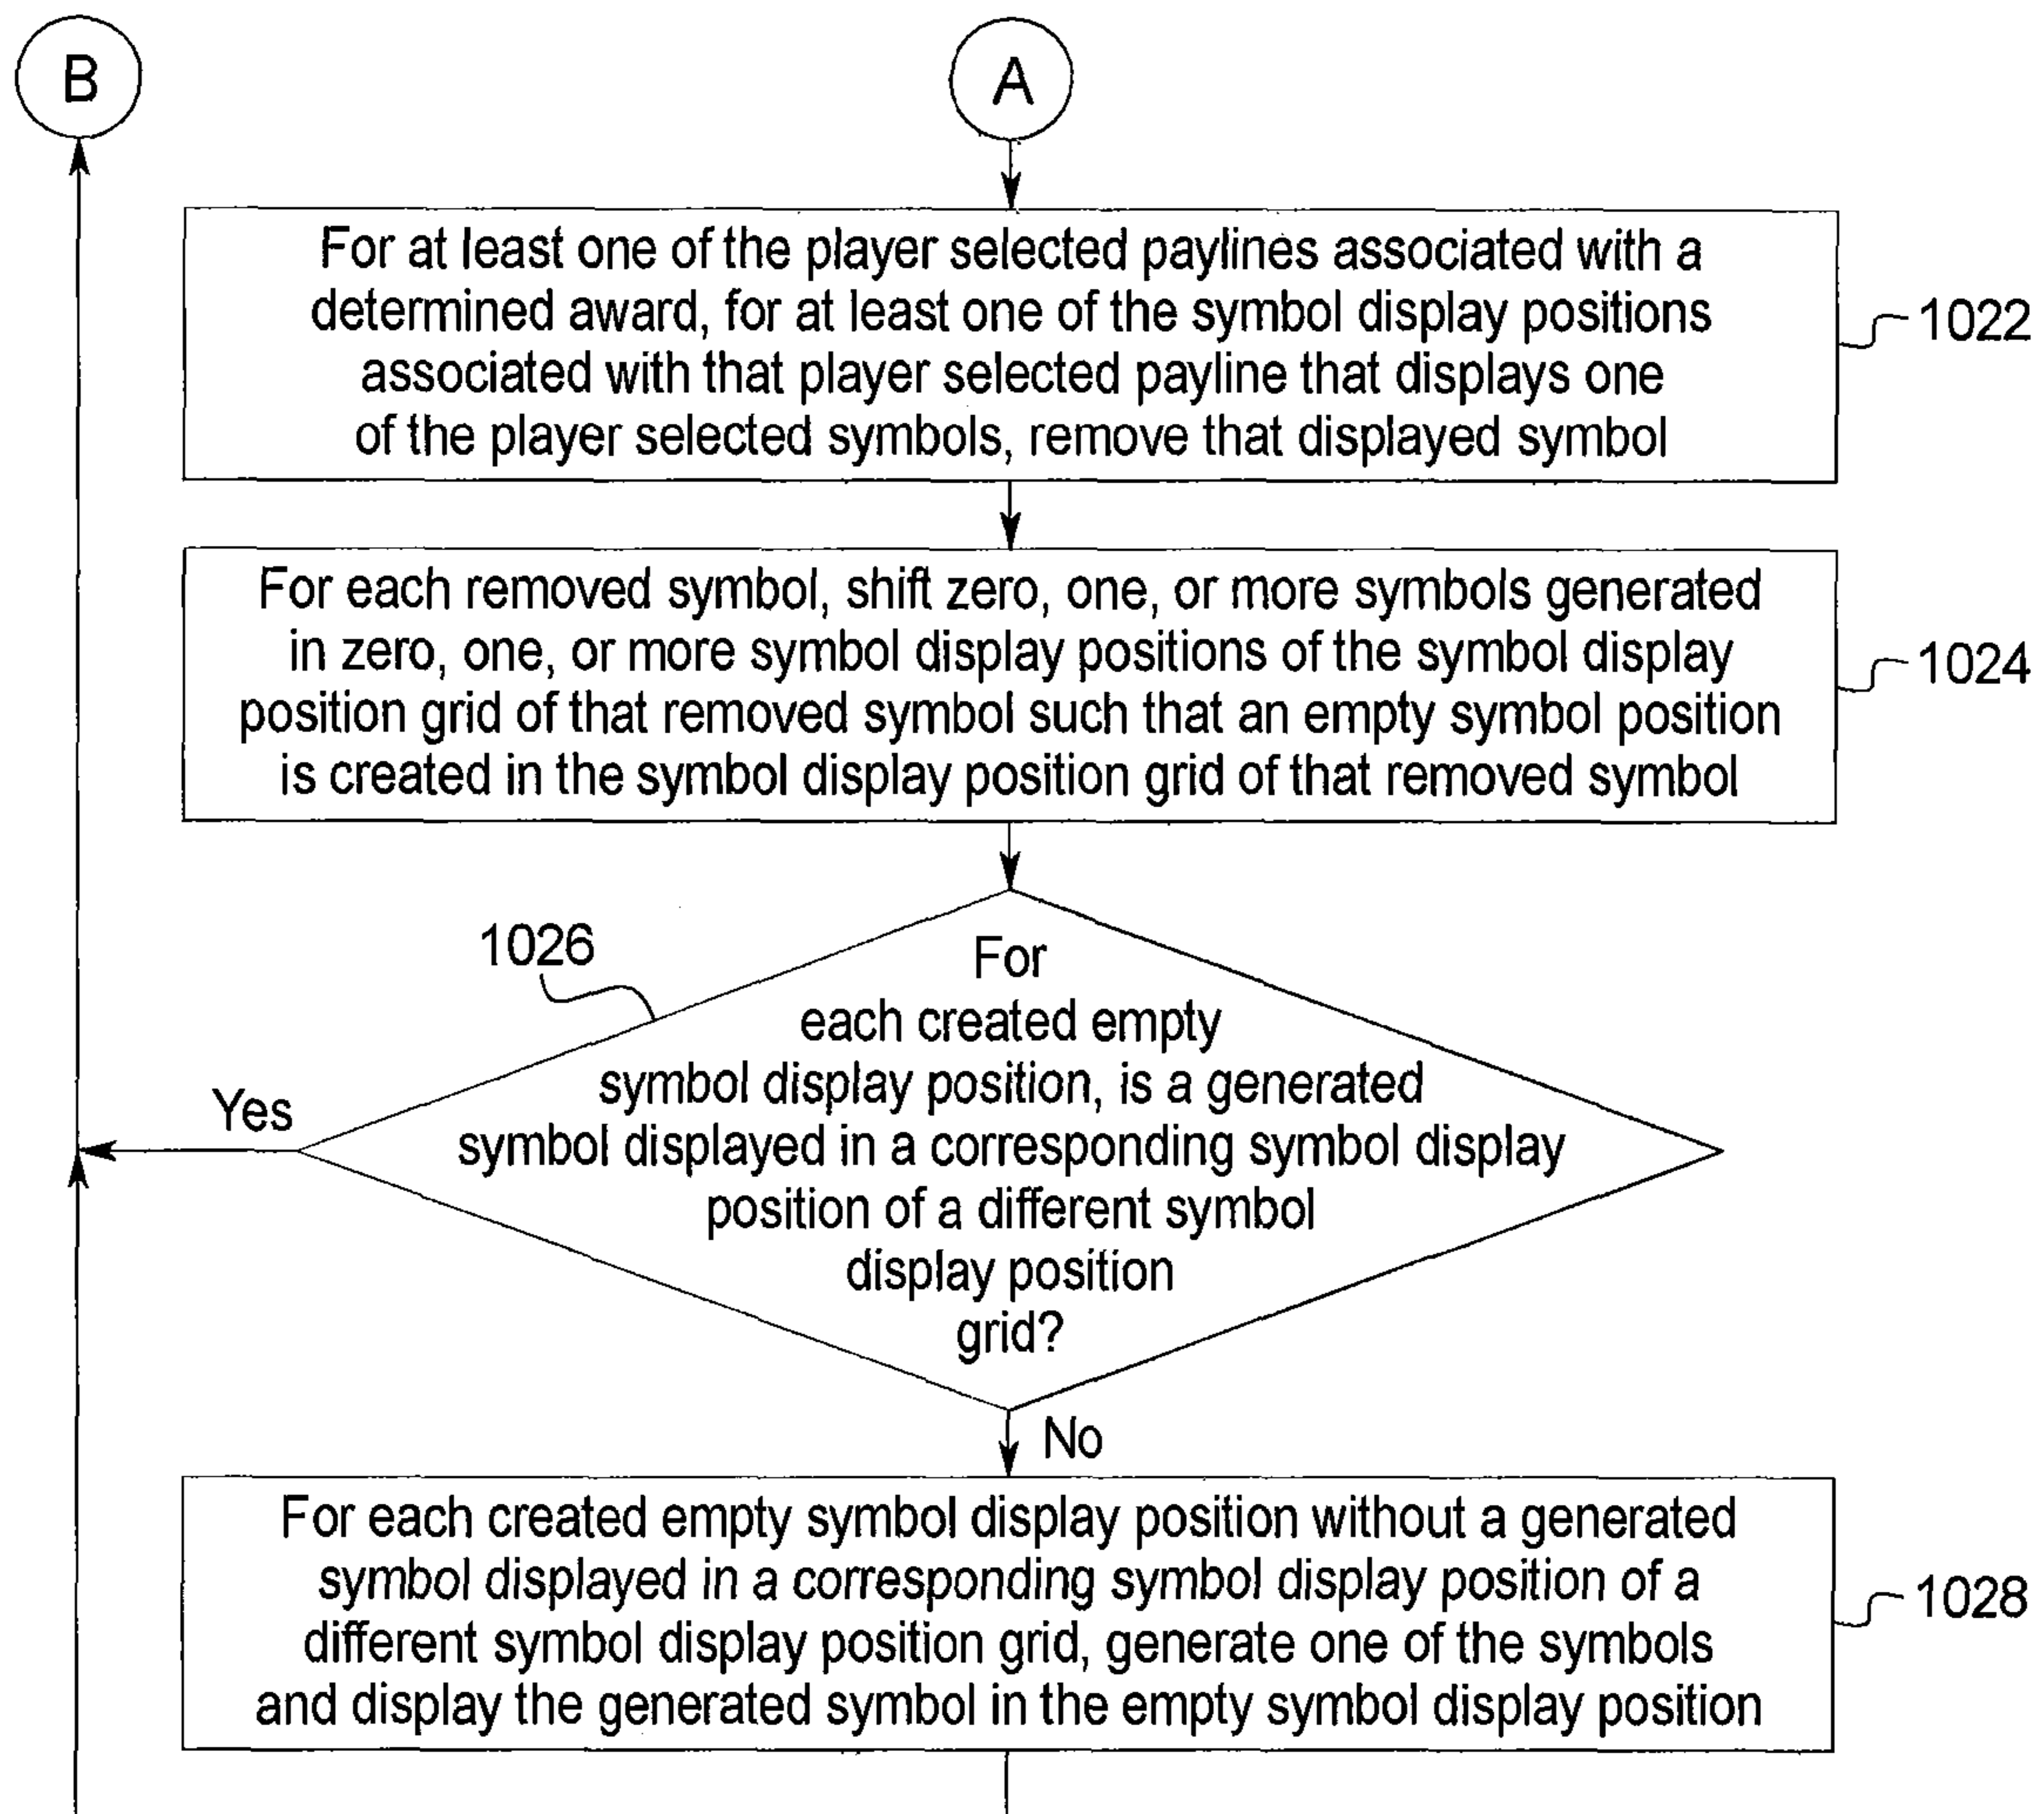 B
A
For at least one of the player selected paylines associated with a
determined award, for at least one of the symbol display positions
associated with that player selected payline that displays one
of the player selected symbols, remove that displayed symbol
1022
For each removed symbol, shift zero, one, or more symbols generated
in zero, one, or more symbol display positions of the symbol display
position grid of that removed symbol such that an empty symbol position
is created in the symbol display position grid of that removed symbol
1024
1026
For
each created empty
symbol display position, is a generated
symbol displayed in a corresponding symbol display
position of a different symbol
display position
grid?
Yes
No
For each created empty symbol display position without a generated
symbol displayed in a corresponding symbol display position of a
different symbol display position grid, generate one of the symbols
and display the generated symbol in the empty symbol display position
1028